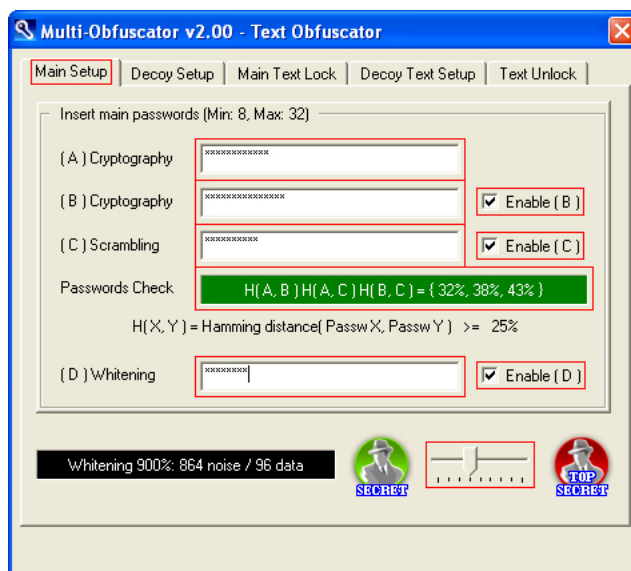 Multi-Obfuscator v2.00 - Text Obfuscator
Main Setup Decoy Setup Main Text Lock Decoy Text Setup Text Unlock
Insert main passwords (Min: 8, Max: 32)
( A ) Cryptography ************
( B ) Cryptography *************** Enable ( B )
( C ) Scrambling ********** Enable ( C )
Passwords Check H( A, B ) H( A, C ) H( B, C ) = { 32%, 38%, 43% }
H( X, Y ) = Hamming distance( Passw X, Passw Y ) >= 25%
( D ) Whitening ******** Enable ( D )
Whitening 900%: 864 noise / 96 data
SECRET
TOP
SECRET